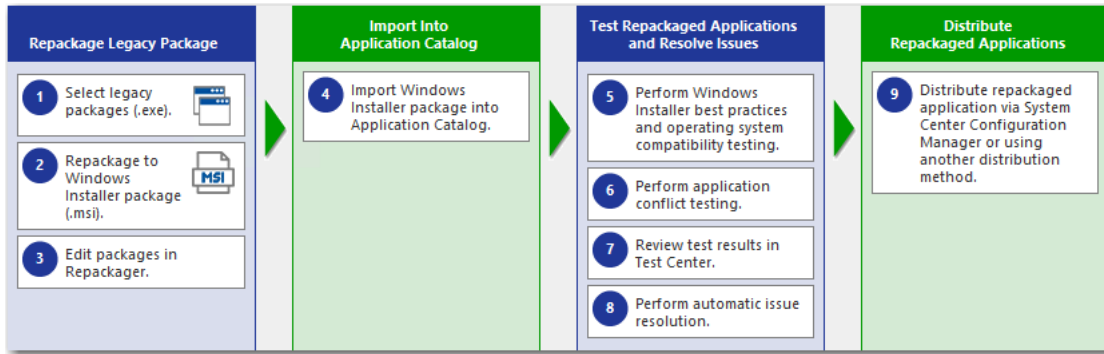 Repackage Legacy Package
1
Select legacy
packages (.exe).
2
Repackage to
Windows
Installer package
(.msi).
MSI
3
Edit packages in
Repackager.
Import Into
Application Catalog
4
Import Windows
Installer package into
Application Catalog.
Test Repackaged Applications
and Resolve Issues
5
Perform Windows
Installer best practices
and operating system
compatibility testing.
6
Perform application
conflict testing.
7
Review test results in
Test Center.
8
Perform automatic issue
resolution.
Distribute
Repackaged Applications
9
Distribute repackaged
application via System
Center Configuration
Manager or using
another distribution
method.